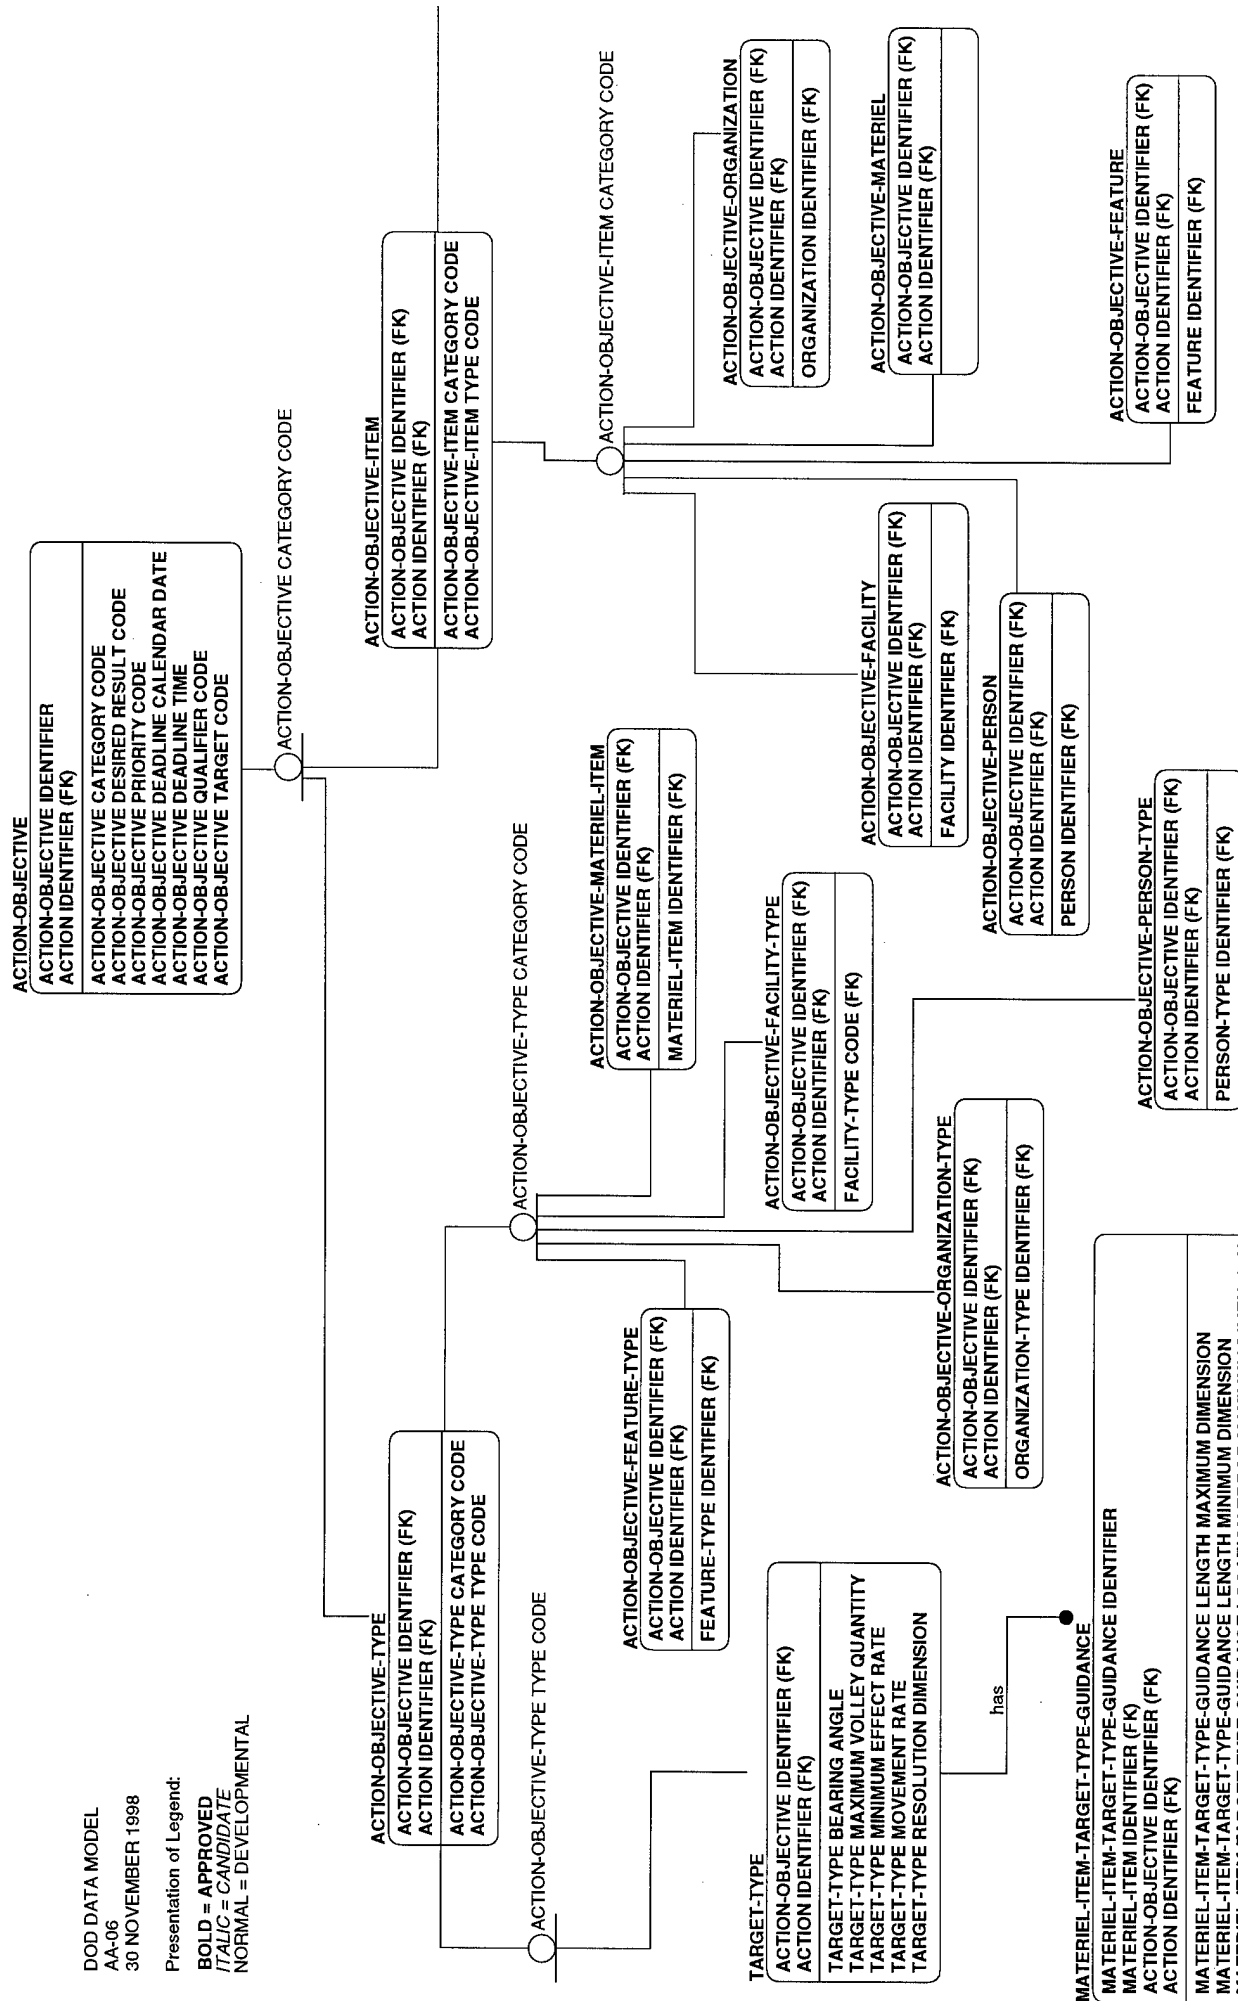 DOD DATA MODEL
AA-06
30 NOVEMBER 1998
Presentation of Legend:
BOLD = APPROVED
ITALIC = CANDIDATE
NORMAL = DEVELOPMENTAL
ACTION-OBJECTIVE
ACTION-OBJECTIVE IDENTIFIER
ACTION IDENTIFIER (FK)
ACTION-OBJECTIVE CATEGORY CODE
ACTION-OBJECTIVE DESIRED RESULT CODE
ACTION-OBJECTIVE PRIORITY CODE
ACTION-OBJECTIVE DEADLINE CALENDAR DATE
ACTION-OBJECTIVE DEADLINE TIME
ACTION-OBJECTIVE QUALIFIER CODE
ACTION-OBJECTIVE TARGET CODE
ACTION-OBJECTIVE CATEGORY CODE
ACTION-OBJECTIVE-TYPE
ACTION-OBJECTIVE IDENTIFIER (FK)
ACTION IDENTIFIER (FK)
ACTION-OBJECTIVE-TYPE CATEGORY CODE
ACTION-OBJECTIVE-TYPE TYPE CODE
ACTION-OBJECTIVE-ITEM
ACTION-OBJECTIVE IDENTIFIER (FK)
ACTION IDENTIFIER (FK)
ACTION-OBJECTIVE-ITEM CATEGORY CODE
ACTION-OBJECTIVE-ITEM TYPE CODE
ACTION-OBJECTIVE-TYPE TYPE CODE
ACTION-OBJECTIVE-TYPE CATEGORY CODE
ACTION-OBJECTIVE-ITEM CATEGORY CODE
ACTION-OBJECTIVE-FEATURE-TYPE
ACTION-OBJECTIVE IDENTIFIER (FK)
ACTION IDENTIFIER (FK)
FEATURE-TYPE IDENTIFIER (FK)
ACTION-OBJECTIVE-MATERIEL-ITEM
ACTION-OBJECTIVE IDENTIFIER (FK)
ACTION IDENTIFIER (FK)
MATERIEL-ITEM IDENTIFIER (FK)
ACTION-OBJECTIVE-ORGANIZATION
ACTION-OBJECTIVE IDENTIFIER (FK)
ACTION IDENTIFIER (FK)
ORGANIZATION IDENTIFIER (FK)
TARGET-TYPE
ACTION-OBJECTIVE IDENTIFIER (FK)
ACTION IDENTIFIER (FK)
TARGET-TYPE BEARING ANGLE
TARGET-TYPE MAXIMUM VOLLEY QUANTITY
TARGET-TYPE MINIMUM EFFECT RATE
TARGET-TYPE MOVEMENT RATE
TARGET-TYPE RESOLUTION DIMENSION
ACTION-OBJECTIVE-FACILITY-TYPE
ACTION-OBJECTIVE IDENTIFIER (FK)
ACTION IDENTIFIER (FK)
FACILITY-TYPE CODE (FK)
ACTION-OBJECTIVE-FACILITY
ACTION-OBJECTIVE IDENTIFIER (FK)
ACTION IDENTIFIER (FK)
FACILITY IDENTIFIER (FK)
ACTION-OBJECTIVE-MATERIEL
ACTION-OBJECTIVE IDENTIFIER (FK)
ACTION IDENTIFIER (FK)
ACTION-OBJECTIVE-ORGANIZATION-TYPE
ACTION-OBJECTIVE IDENTIFIER (FK)
ACTION IDENTIFIER (FK)
ORGANIZATION-TYPE IDENTIFIER (FK)
ACTION-OBJECTIVE-PERSON
ACTION-OBJECTIVE IDENTIFIER (FK)
ACTION IDENTIFIER (FK)
PERSON IDENTIFIER (FK)
has
ACTION-OBJECTIVE-PERSON-TYPE
ACTION-OBJECTIVE IDENTIFIER (FK)
ACTION IDENTIFIER (FK)
PERSON-TYPE IDENTIFIER (FK)
ACTION-OBJECTIVE-FEATURE
ACTION-OBJECTIVE IDENTIFIER (FK)
ACTION IDENTIFIER (FK)
FEATURE IDENTIFIER (FK)
MATERIEL-ITEM-TARGET-TYPE-GUIDANCE
MATERIEL-ITEM-TARGET-TYPE-GUIDANCE IDENTIFIER
MATERIEL-ITEM IDENTIFIER (FK)
ACTION-OBJECTIVE IDENTIFIER (FK)
ACTION IDENTIFIER (FK)
MATERIEL-ITEM-TARGET-TYPE-GUIDANCE LENGTH MAXIMUM DIMENSION
MATERIEL-ITEM-TARGET-TYPE-GUIDANCE LENGTH MINIMUM DIMENSION